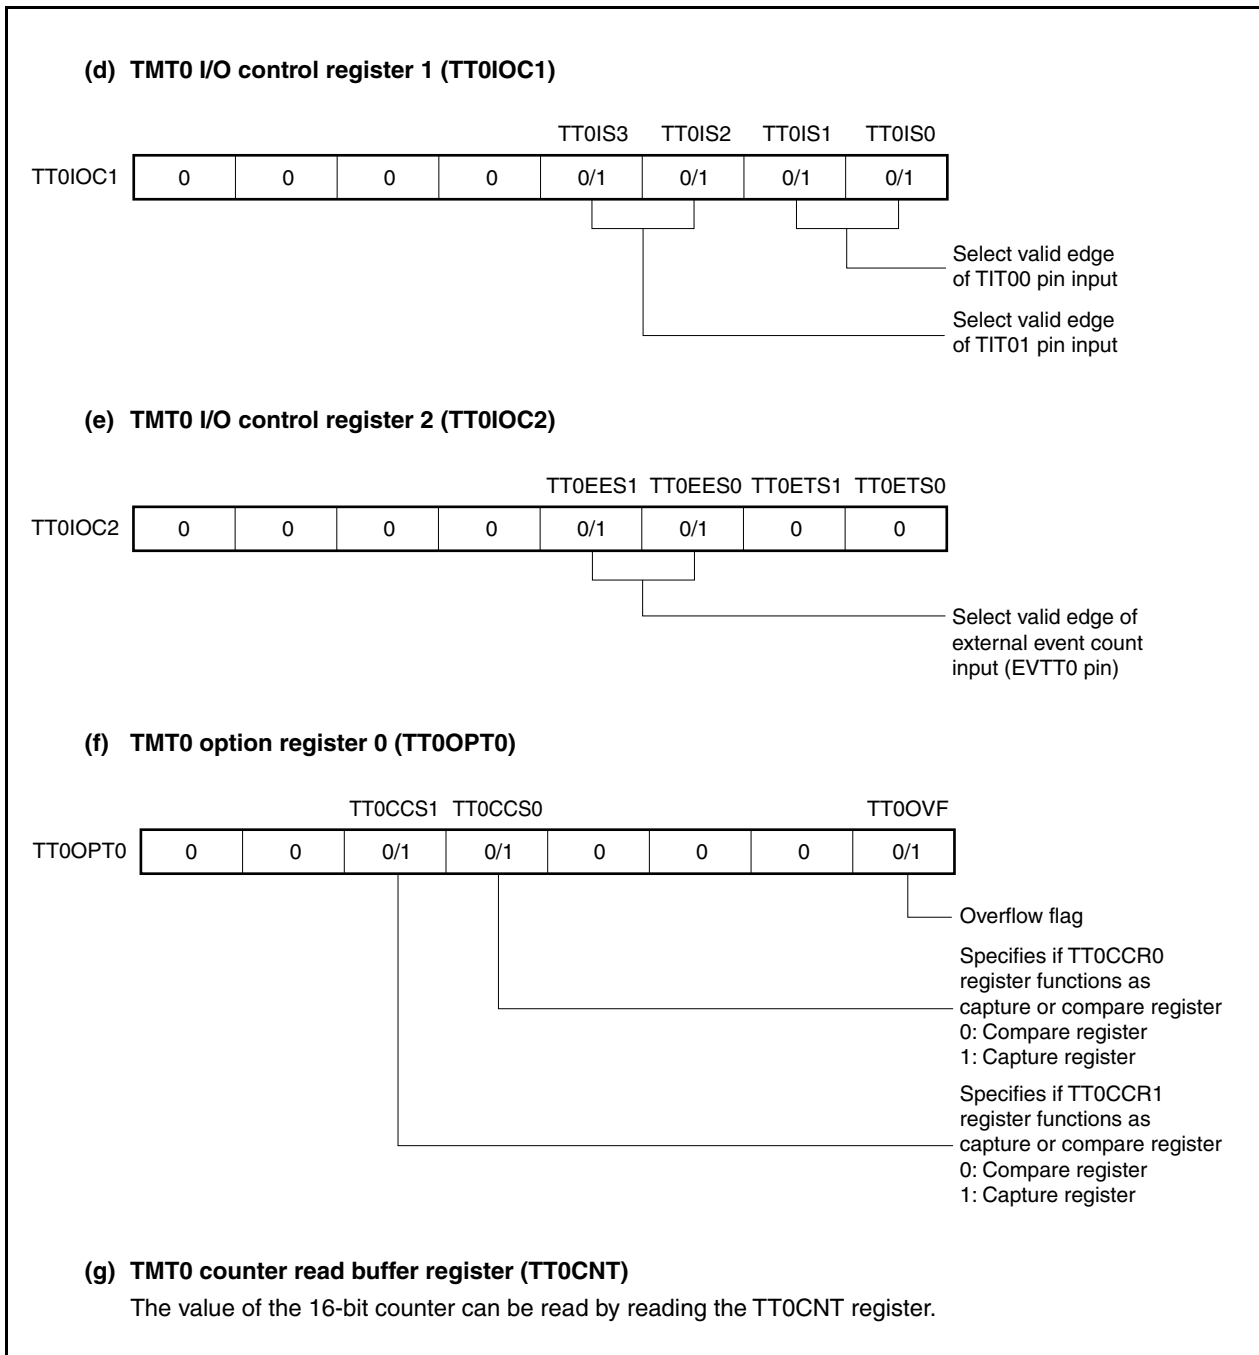 (d) TMT0 I/O control register 1 (TT0IOC1)
TT0IS3 TT0IS2 TT0IS1 TT0IS0
TT0IOC1 0 0 0 0 0/1 0/1 0/1 0/1
Select valid edge
of TIT00 pin input
Select valid edge
of TIT01 pin input
(e) TMT0 I/O control register 2 (TT0IOC2)
TT0EES1 TT0EES0 TT0ETS1 TT0ETS0
TT0IOC2 0 0 0 0 0/1 0/1 0 0
Select valid edge of
external event count
input (EVTT0 pin)
(f) TMT0 option register 0 (TT0OPT0)
TT0CCS1 TT0CCS0 TT0OVF
TT0OPT0 0 0 0/1 0/1 0 0 0 0/1
Overflow flag
Specifies if TT0CCR0
register functions as
capture or compare register
0: Compare register
1: Capture register
Specifies if TT0CCR1
register functions as
capture or compare register
0: Compare register
1: Capture register
(g) TMT0 counter read buffer register (TT0CNT)
The value of the 16-bit counter can be read by reading the TT0CNT register.